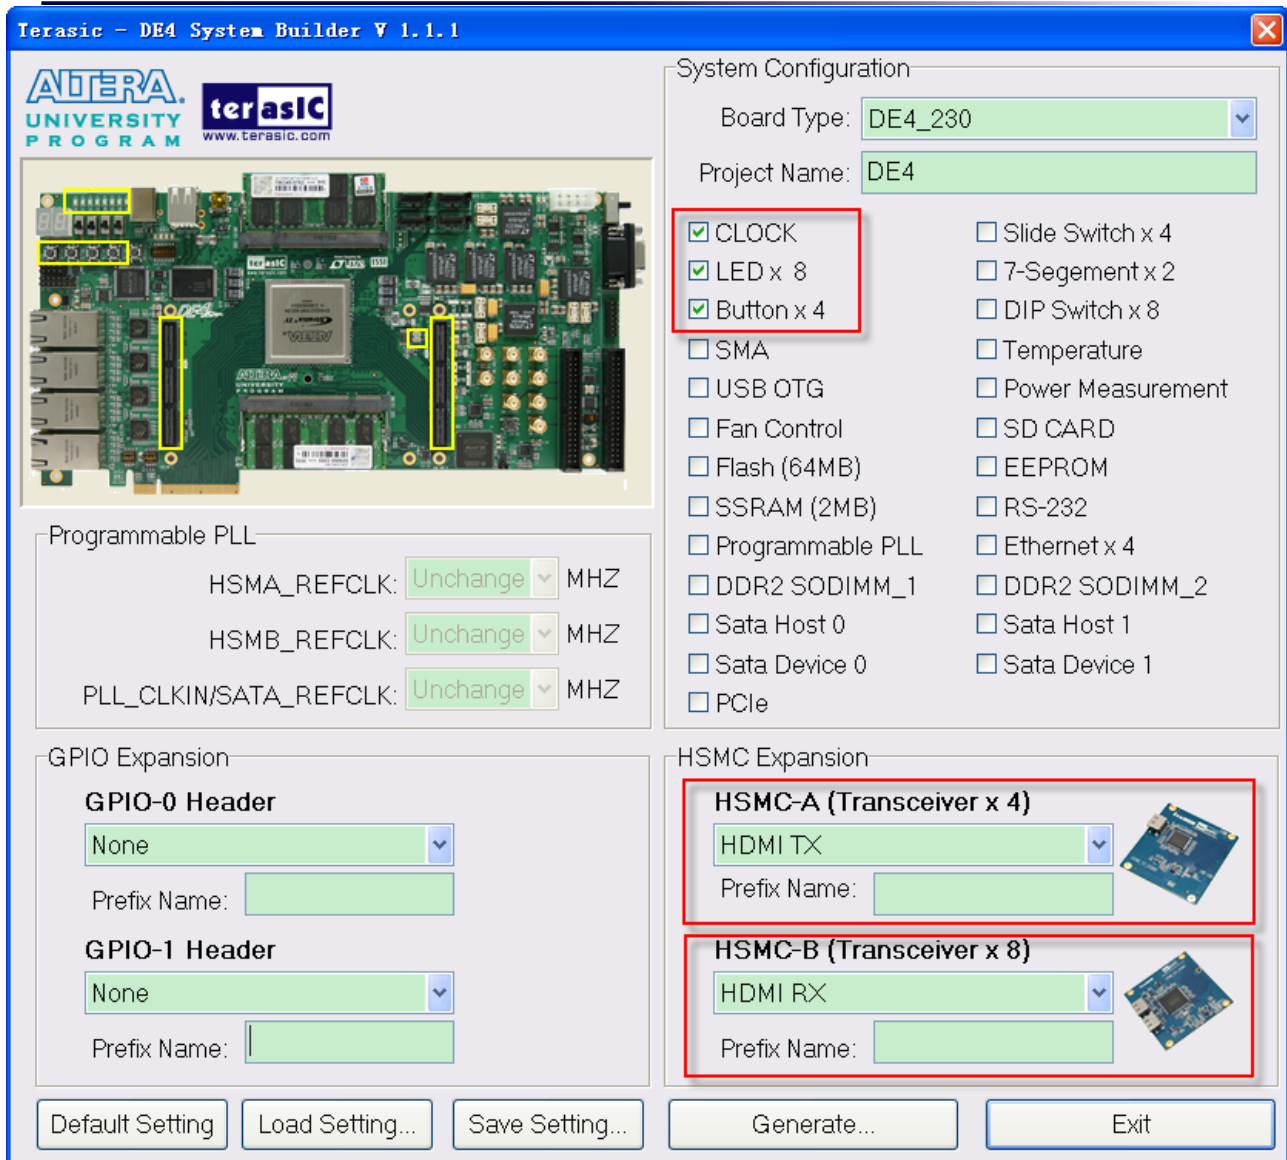 Terasic - DE4 System Builder V 1.1.1
ALTERA.
UNIVERSITY
PROGRAM
terasIC
www.terasic.com
System Configuration
Board Type: DE4_230
Project Name: DE4
CLOCK
Slide Switch x 4
LED x 8
7-Segement x 2
Button x 4
DIP Switch x 8
SMA
Temperature
USB OTG
Power Measurement
Fan Control
SD CARD
Flash (64MB)
EEPROM
SSRAM (2MB)
RS-232
Programmable PLL
Ethernet x 4
DDR2 SODIMM_1
DDR2 SODIMM_2
Sata Host 0
Sata Host 1
Sata Device 0
Sata Device 1
PCIe
Programmable PLL
HSMA_REFCLK: Unchange MHZ
HSMB_REFCLK: Unchange MHZ
PLL_CLKIN/SATA_REFCLK: Unchange MHZ
GPIO Expansion
GPIO-0 Header
None
Prefix Name:
GPIO-1 Header
None
Prefix Name:
HSMC Expansion
HSMC-A (Transceiver x 4)
HDMI TX
Prefix Name:
HSMC-B (Transceiver x 8)
HDMI RX
Prefix Name:
Default Setting
Load Setting...
Save Setting...
Generate...
Exit